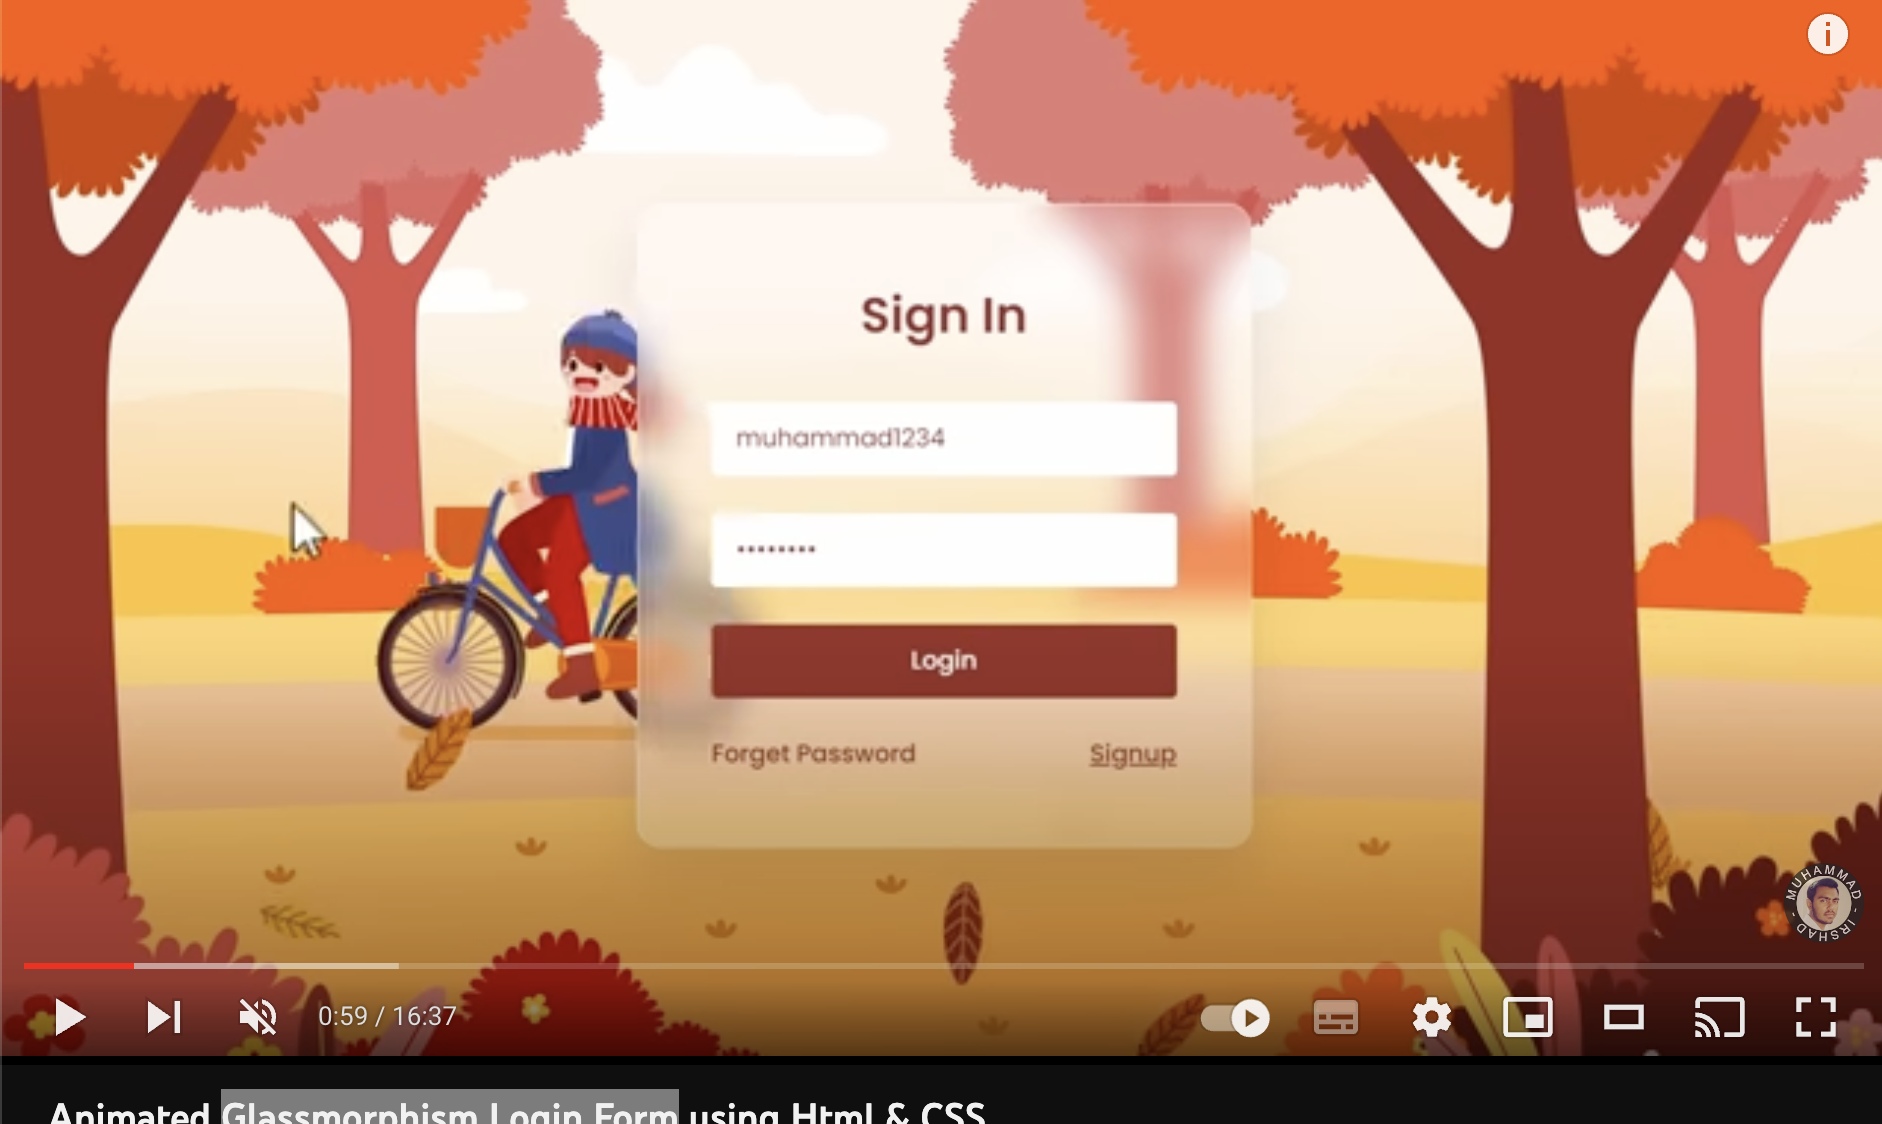 Sign In
muhammad1234
••••••••
Login
Forget Password Signup
MUHAMMAD - IRSHAD -
0:59 / 16:37
Animated Glassmorphism Login Form using Html & CSS